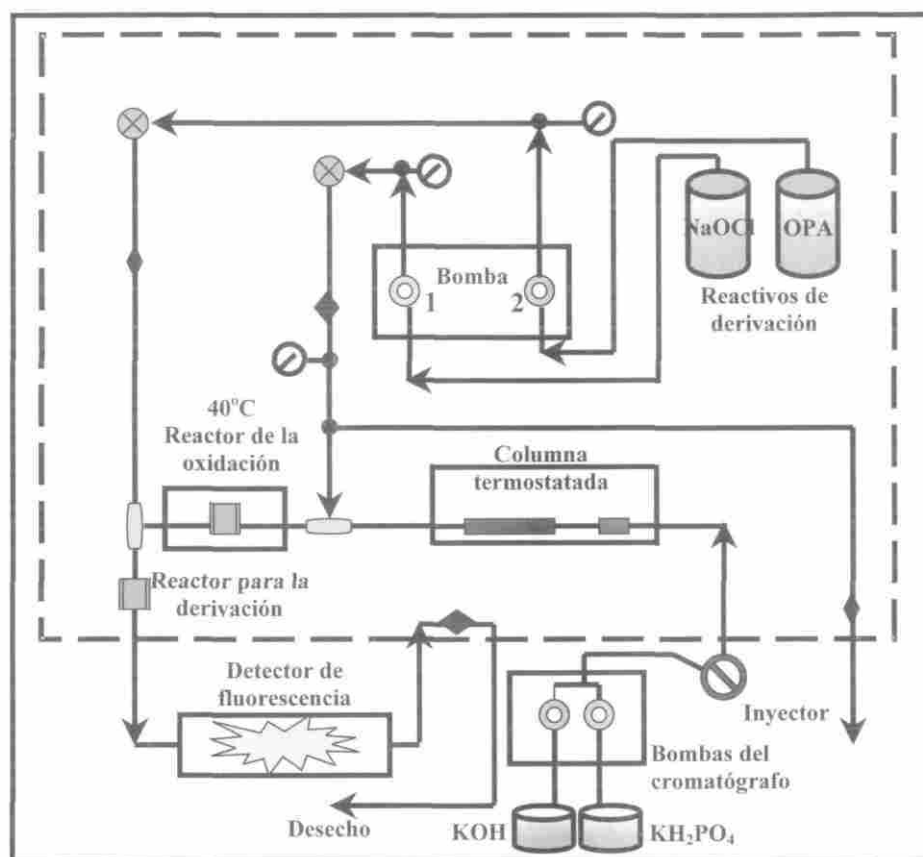 NaOCl
OPA
Bomba
1
2
Reactivos de
derivación
40°C
Reactor de la
oxidación
Columna
termostatada
Reactor para la
derivación
Detector de
fluorescencia
Inyector
Bombas del
cromatógrafo
Desecho
KOH
KH₂PO₄